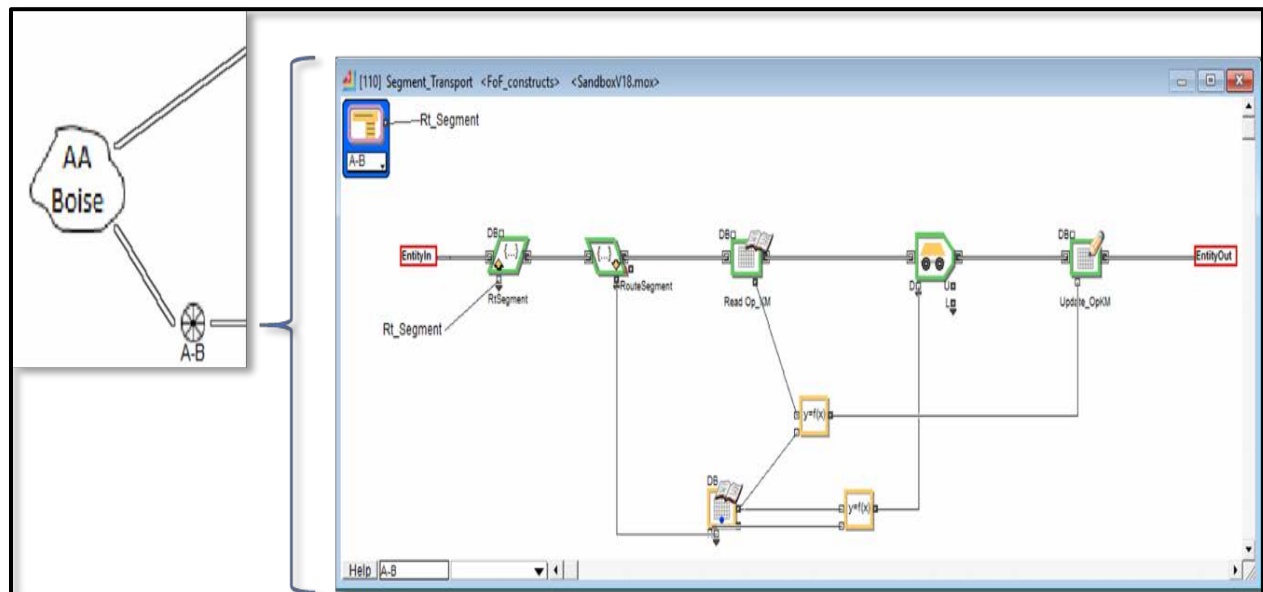 AA
Boise
A-B
[110] Segment_Transport <FoF_constructs> <SandboxV18.mox>
Rt_Segment
A-B
EntityIn
DB
{...}
RtSegment
Rt_Segment
{...}
RouteSegment
DB
Read Op_KM
D
U
L
DB
Update_OpKM
EntityOut
y=f(x)
DB
y=f(x)
Help
A-B